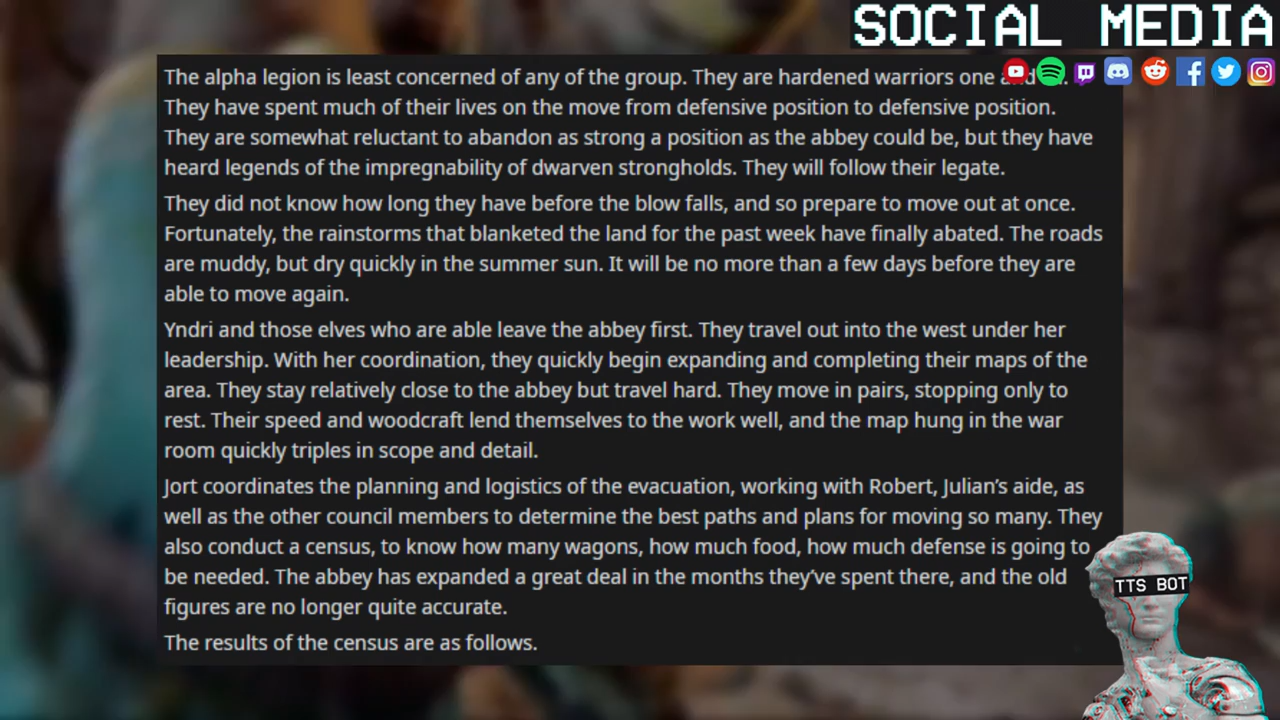 SOCIAL MEDIA
The alpha legion is least concerned of any of the group. They are hardened warriors one
They have spent much of their lives on the move from defensive position to defensive position.
They are somewhat reluctant to abandon as strong a position as the abbey could be, but they have
heard legends of the impregnability of dwarven strongholds. They will follow their legate.
They did not know how long they have before the blow falls, and so prepare to move out at once.
Fortunately, the rainstorms that blanketed the land for the past week have finally abated. The roads
are muddy, but dry quickly in the summer sun. It will be no more than a few days before they are
able to move again.
Yndri and those elves who are able leave the abbey first. They travel out into the west under her
leadership. With her coordination, they quickly begin expanding and completing their maps of the
area. They stay relatively close to the abbey but travel hard. They move in pairs, stopping only to
rest. Their speed and woodcraft lend themselves to the work well, and the map hung in the war
room quickly triples in scope and detail.
Jort coordinates the planning and logistics of the evacuation, working with Robert, Julian’s aide, as
well as the other council members to determine the best paths and plans for moving so many. They
also conduct a census, to know how many wagons, how much food, how much defense is going to
be needed. The abbey has expanded a great deal in the months they’ve spent there, and the old
figures are no longer quite accurate.
The results of the census are as follows.
TTS BOT